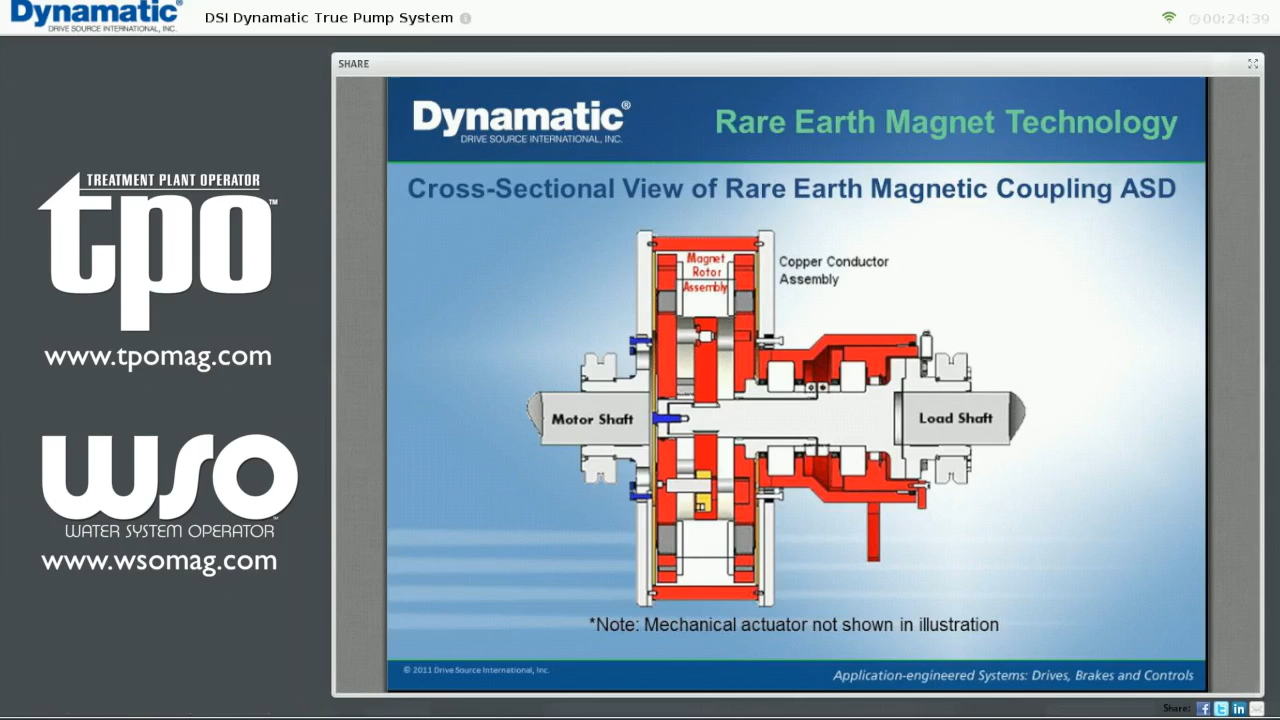 Dynamatic®
DRIVE SOURCE INTERNATIONAL, INC.
DSI Dynamatic True Pump System
00:24:39
SHARE
TREATMENT PLANT OPERATOR
tpo™
www.tpomag.com
wso
WATER SYSTEM OPERATOR
www.wsomag.com
Dynamatic®
DRIVE SOURCE INTERNATIONAL, INC.
Rare Earth Magnet Technology
Cross-Sectional View of Rare Earth Magnetic Coupling ASD
Magnet
Rotor
Assembly
Copper Conductor
Assembly
Motor Shaft
Load Shaft
*Note: Mechanical actuator not shown in illustration
© 2011 Drive Source International, Inc.
Application-engineered Systems: Drives, Brakes and Controls
Share: